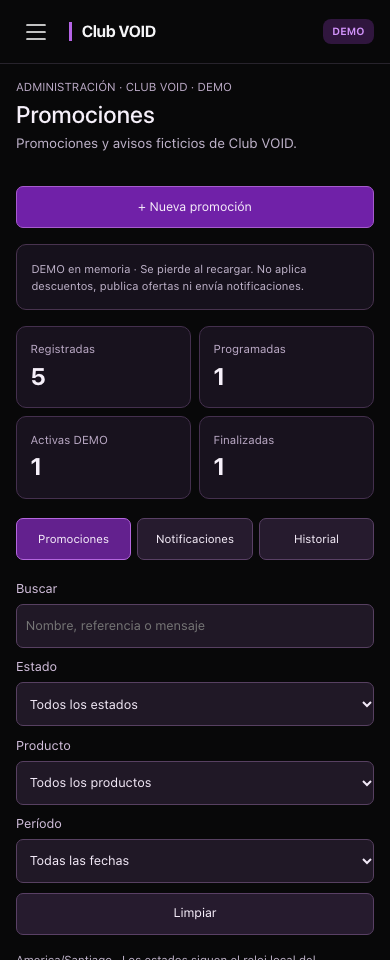 Club VOID
DEMO
ADMINISTRACIÓN · CLUB VOID · DEMO
Promociones
Promociones y avisos ficticios de Club VOID.
+ Nueva promoción
DEMO en memoria · Se pierde al recargar. No aplica
descuentos, publica ofertas ni envía notificaciones.
Registradas
5
Programadas
1
Activas DEMO
1
Finalizadas
1
Promociones
Notificaciones
Historial
Buscar
Nombre, referencia o mensaje
Estado
Todos los estados
Producto
Todos los productos
Período
Todas las fechas
Limpiar
America/Santiago · Los estados siguen el reloj local del